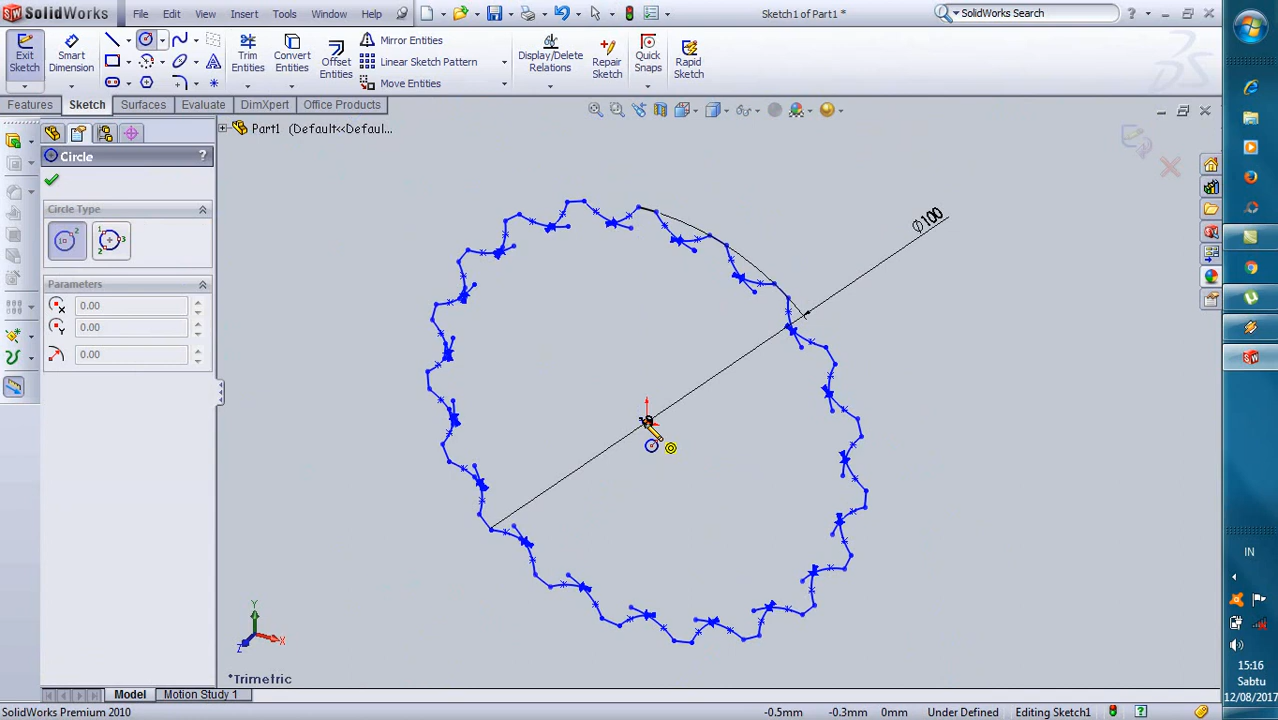 SolidWorks File Edit View Insert Tools Window Help Sketch1 of Part1 * SolidWorks Search
Exit Sketch
Smart Dimension
Trim Entities
Convert Entities
Offset Entities
Mirror Entities
Linear Sketch Pattern
Move Entities
Display/Delete Relations
Repair Sketch
Quick Snaps
Rapid Sketch
Features Sketch Surfaces Evaluate DimXpert Office Products
Part1 (Default<<Defaul...
Circle ?
Circle Type
Parameters
0.00
0.00
0.00
Ø100
Y
X
Z
*Trimetric
Model Motion Study 1
SolidWorks Premium 2010 -0.5mm -0.3mm 0mm Under Defined Editing Sketch1
IN
15:16
Sabtu
12/08/2017